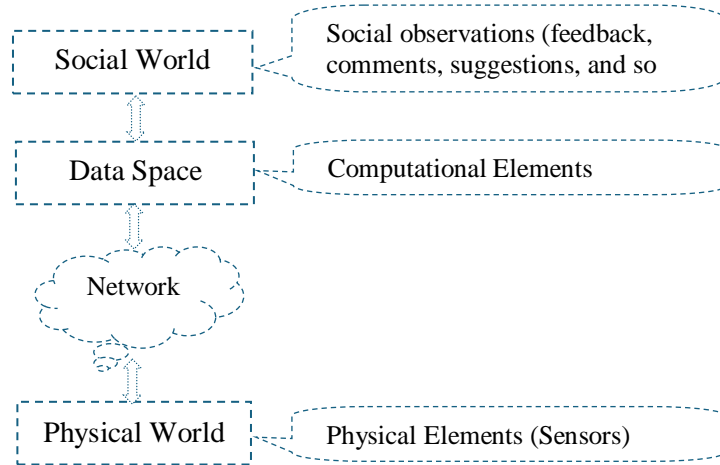 Social World
Social observations (feedback,
comments, suggestions, and so
Data Space
Computational Elements
Network
Physical World
Physical Elements (Sensors)